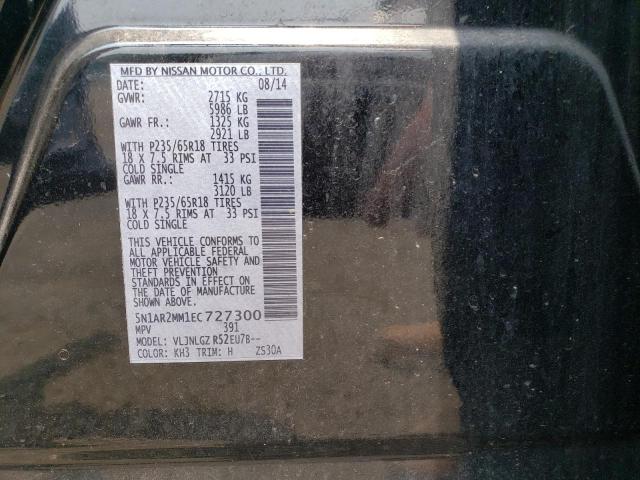 MFD BY NISSAN MOTOR CO., LTD.
DATE: 08/14
GVWR: 2715 KG
5986 LB
GAWR FR.: 1325 KG
2921 LB
WITH P235/65R18 TIRES
18 X 7.5 RIMS AT 33 PSI
COLD SINGLE
GAWR RR.: 1415 KG
3120 LB
WITH P235/65R18 TIRES
18 X 7.5 RIMS AT 33 PSI
COLD SINGLE
THIS VEHICLE CONFORMS TO
ALL APPLICABLE FEDERAL
MOTOR VEHICLE SAFETY AND
THEFT PREVENTION
STANDARDS IN EFFECT ON
THE DATE OF MANUFACTURE
SHOWN ABOVE.
5N1AR2MM1EC727300
MPV 391
MODEL: VLJNLGZ R52EU7B--
COLOR: KH3 TRIM: H ZS30A